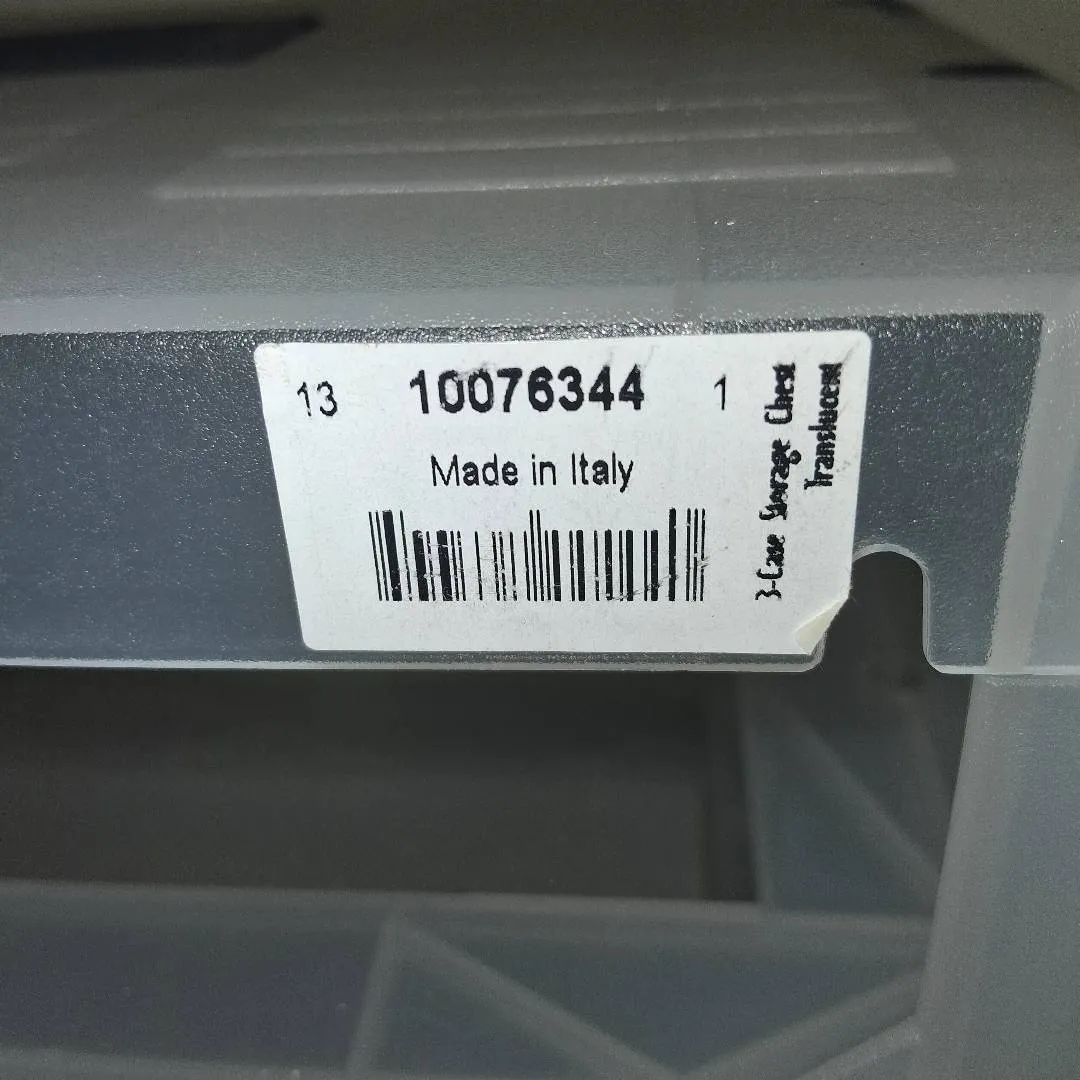 13 10076344 1
Made in Italy
3-Case Storage Chest
Translucent